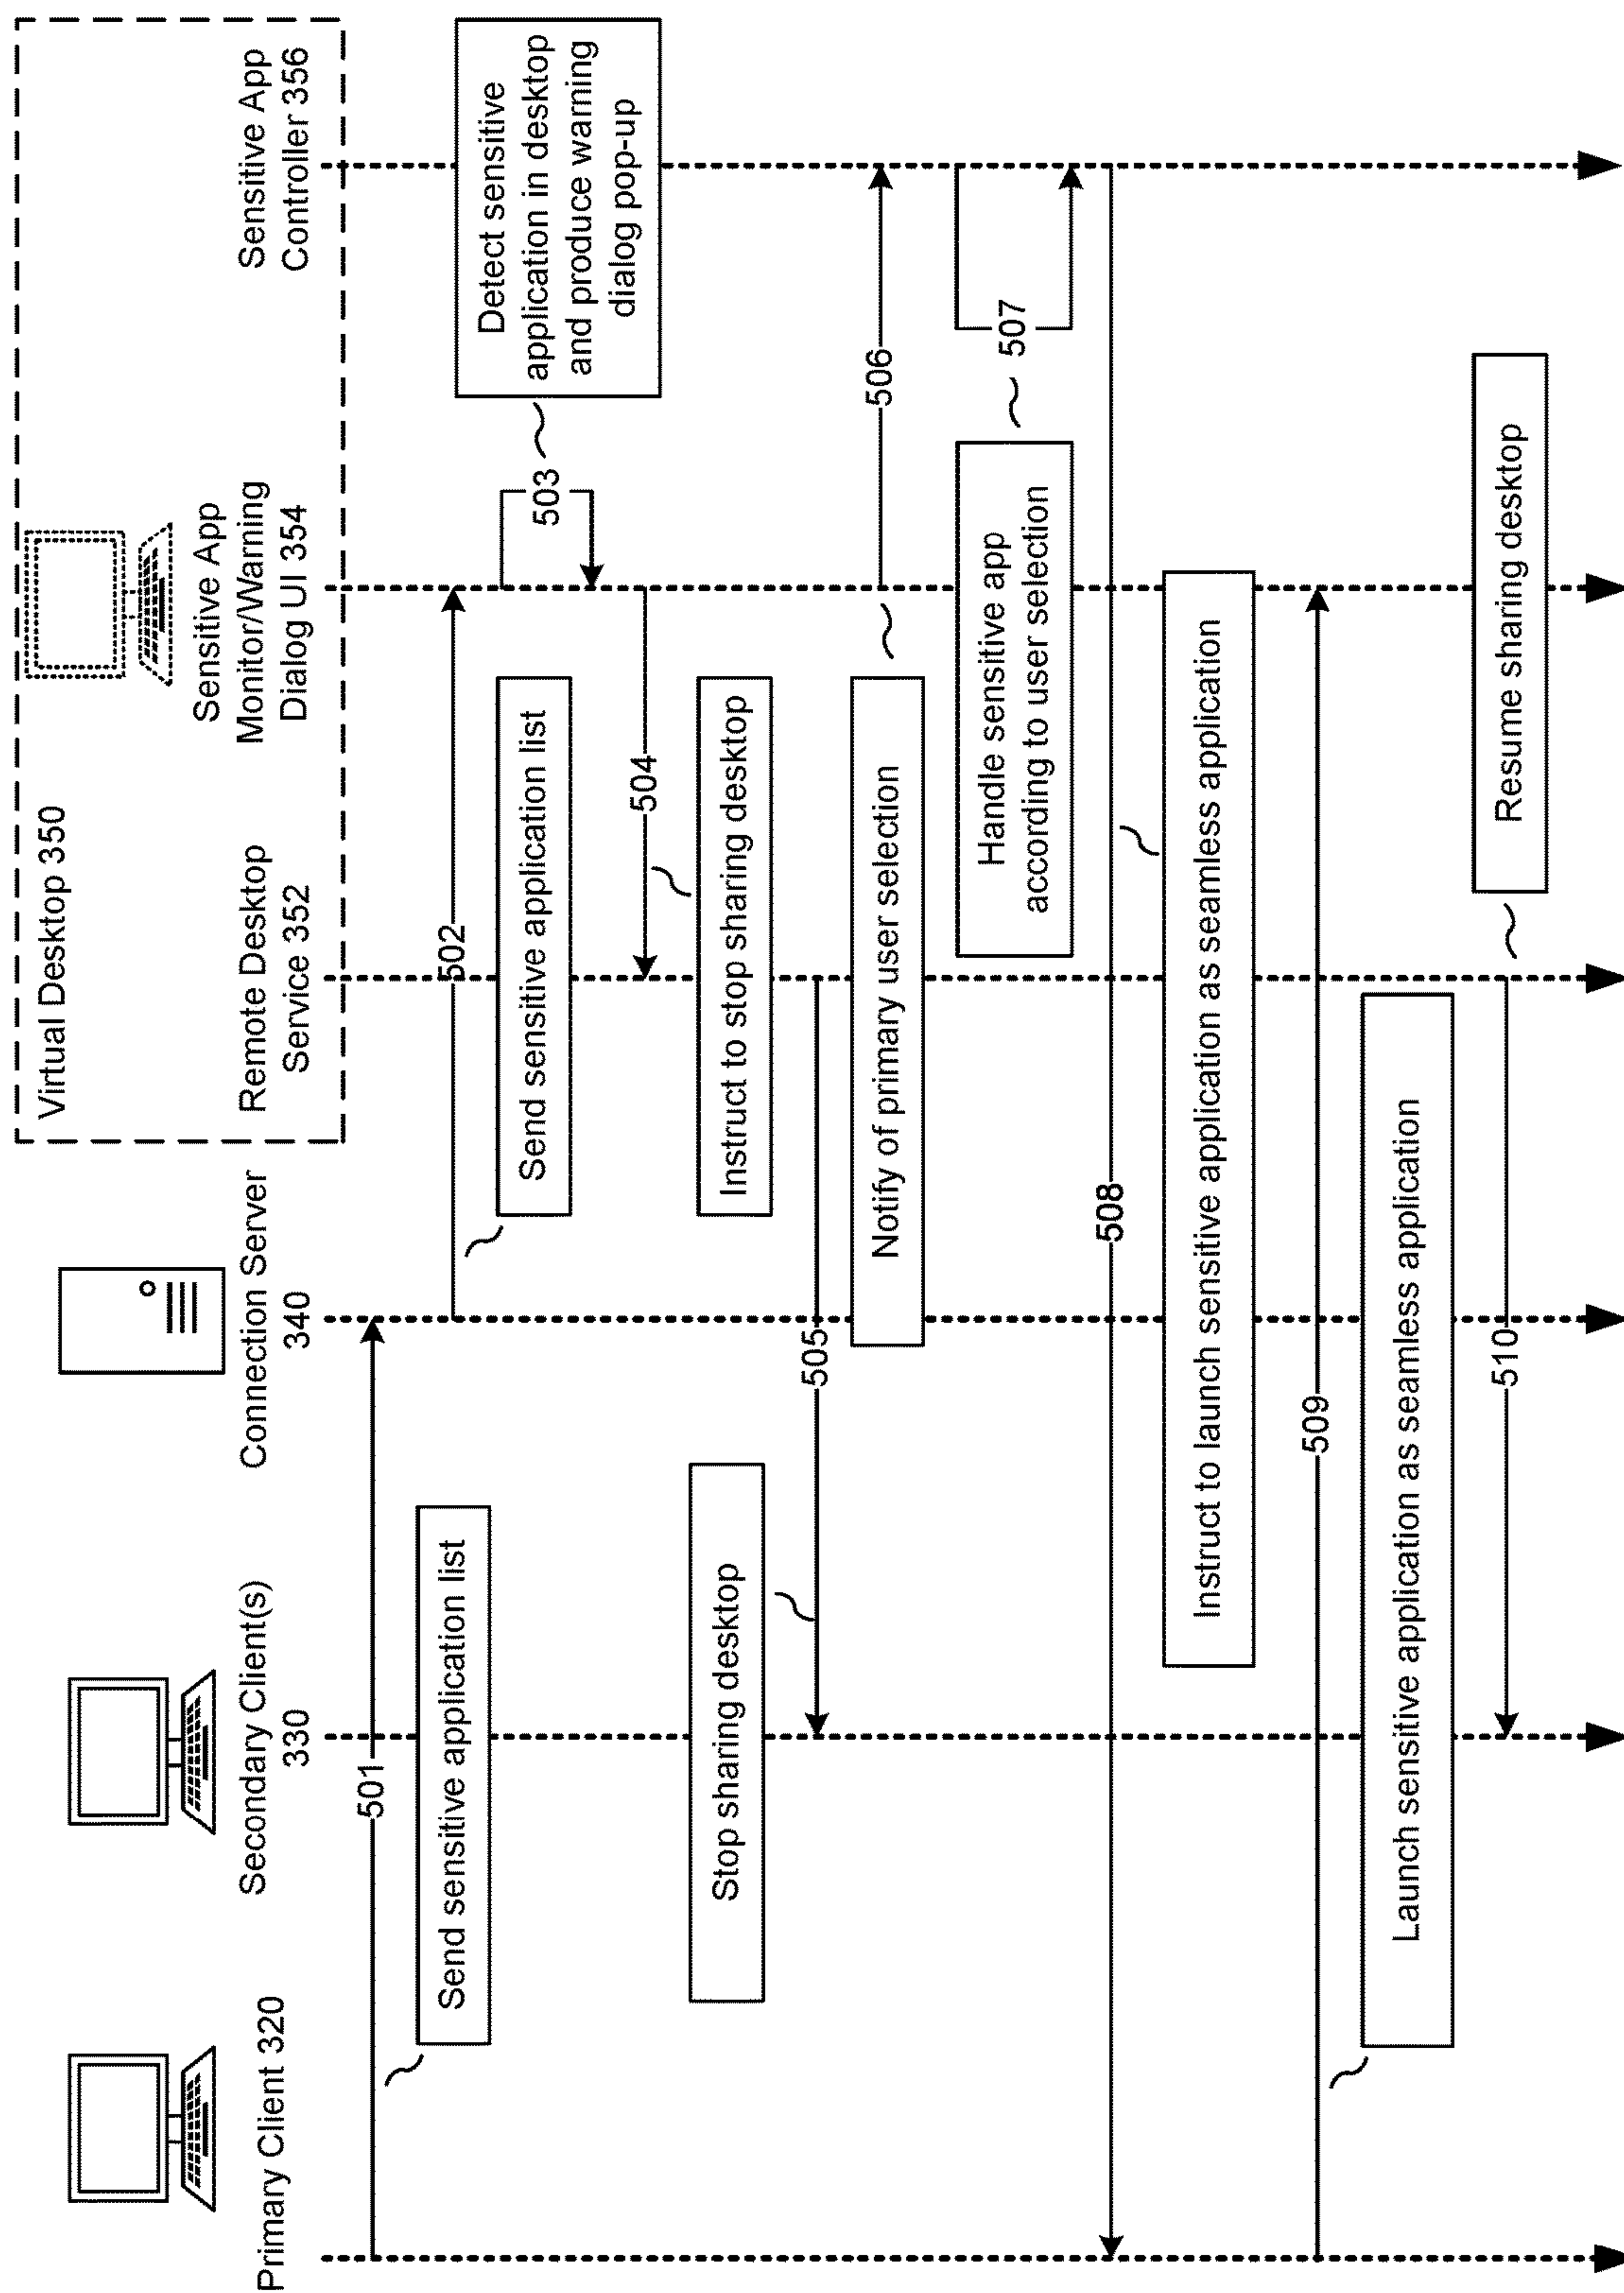 Virtual Desktop 350
Primary Client 320
Secondary Client(s)
330
Connection Server
340
Remote Desktop
Service 352
Sensitive App
Monitor/Warning
Dialog UI 354
Sensitive App
Controller 356
501
Send sensitive application list
502
Send sensitive application list
503
Detect sensitive
application in desktop
and produce warning
dialog pop-up
504
Instruct to stop sharing desktop
505
Stop sharing desktop
506
Notify of primary user selection
507
Handle sensitive app
according to user selection
508
Instruct to launch sensitive application as seamless application
509
Launch sensitive application as seamless application
510
Resume sharing desktop